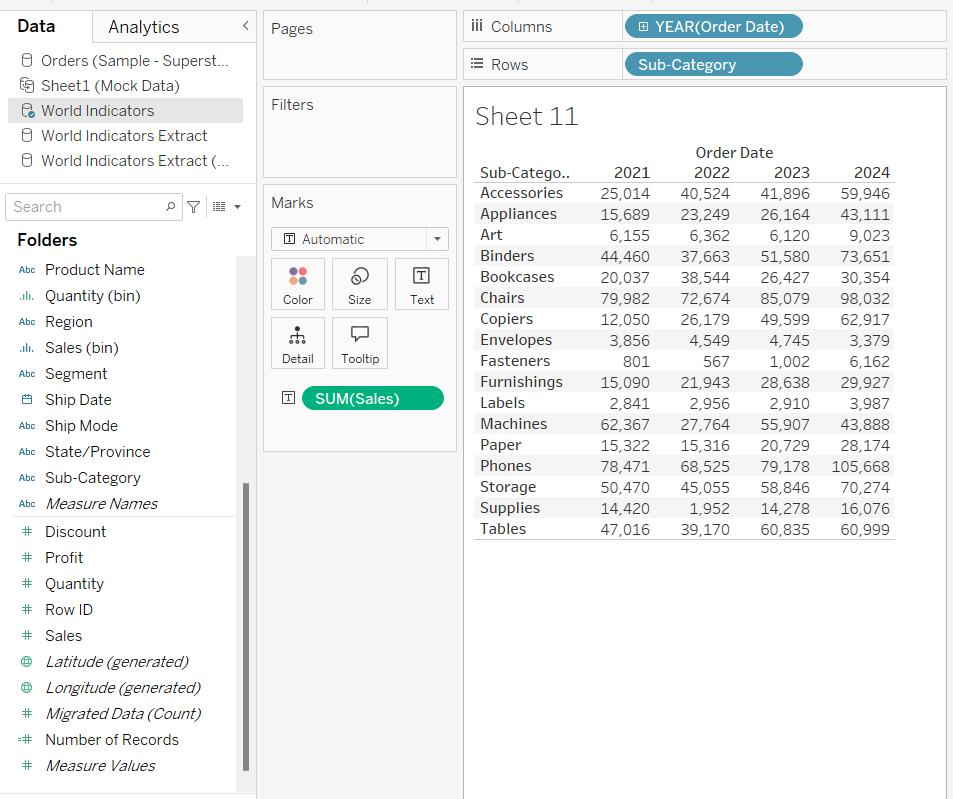 Data
Analytics
Orders (Sample - Superst...
Sheet1 (Mock Data)
World Indicators
World Indicators Extract
World Indicators Extract (...
Search
Folders
Abc Product Name
Quantity (bin)
Abc Region
Sales (bin)
Abc Segment
Ship Date
Abc Ship Mode
Abc State/Province
Abc Sub-Category
Abc Measure Names
# Discount
# Profit
# Quantity
# Row ID
# Sales
Latitude (generated)
Longitude (generated)
# Migrated Data (Count)
=# Number of Records
# Measure Values
Pages
Filters
Marks
T Automatic
Color
Size
T Text
Detail
Tooltip
T SUM(Sales)
Columns YEAR(Order Date)
Rows Sub-Category
Sheet 11
Order Date
Sub-Catego.. 2021 2022 2023 2024
Accessories 25,014 40,524 41,896 59,946
Appliances 15,689 23,249 26,164 43,111
Art 6,155 6,362 6,120 9,023
Binders 44,460 37,663 51,580 73,651
Bookcases 20,037 38,544 26,427 30,354
Chairs 79,982 72,674 85,079 98,032
Copiers 12,050 26,179 49,599 62,917
Envelopes 3,856 4,549 4,745 3,379
Fasteners 801 567 1,002 6,162
Furnishings 15,090 21,943 28,638 29,927
Labels 2,841 2,956 2,910 3,987
Machines 62,367 27,764 55,907 43,888
Paper 15,322 15,316 20,729 28,174
Phones 78,471 68,525 79,178 105,668
Storage 50,470 45,055 58,846 70,274
Supplies 14,420 1,952 14,278 16,076
Tables 47,016 39,170 60,835 60,999